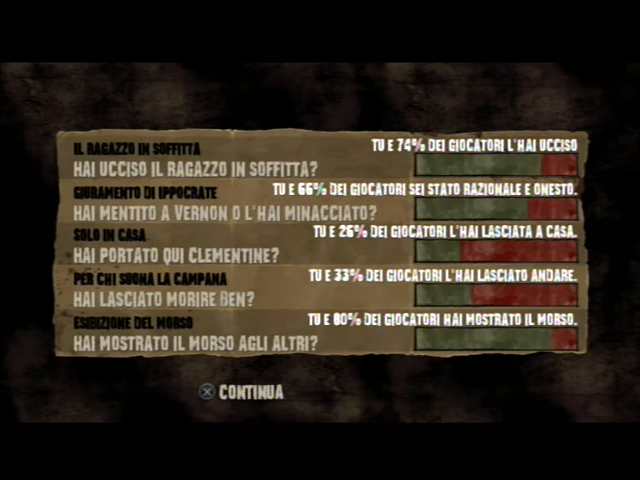 IL RAGAZZO IN SOFFITTA
TU E 74% DEI GIOCATORI L'HAI UCCISO
HAI UCCISO IL RAGAZZO IN SOFFITTA?
GIURAMENTO DI IPPOCRATE
TU E 66% DEI GIOCATORI SEI STATO RAZIONALE E ONESTO.
HAI MENTITO A VERNON O L'HAI MINACCIATO?
SOLO IN CASA
TU E 26% DEI GIOCATORI L'HAI LASCIATA A CASA.
HAI PORTATO QUI CLEMENTINE?
PER CHI SUONA LA CAMPANA
TU E 33% DEI GIOCATORI L'HAI LASCIATO ANDARE.
HAI LASCIATO MORIRE BEN?
ESIBIZIONE DEL MORSO
TU E 80% DEI GIOCATORI HAI MOSTRATO IL MORSO.
HAI MOSTRATO IL MORSO AGLI ALTRI?
CONTINUA